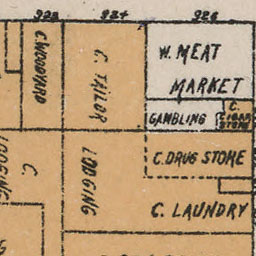 922 924 926
C. WOODYARD
C. TAILOR
W. MEAT
MARKET
GAMBLING
C.
CIGAR
STORE
LODGING
C.
LODGING
C. DRUG STORE
C. LAUNDRY